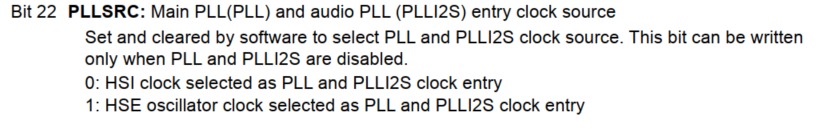 Bit 22 PLLSRC: Main PLL(PLL) and audio PLL (PLLI2S) entry clock source
Set and cleared by software to select PLL and PLLI2S clock source. This bit can be written
only when PLL and PLLI2S are disabled.
0: HSI clock selected as PLL and PLLI2S clock entry
1: HSE oscillator clock selected as PLL and PLLI2S clock entry